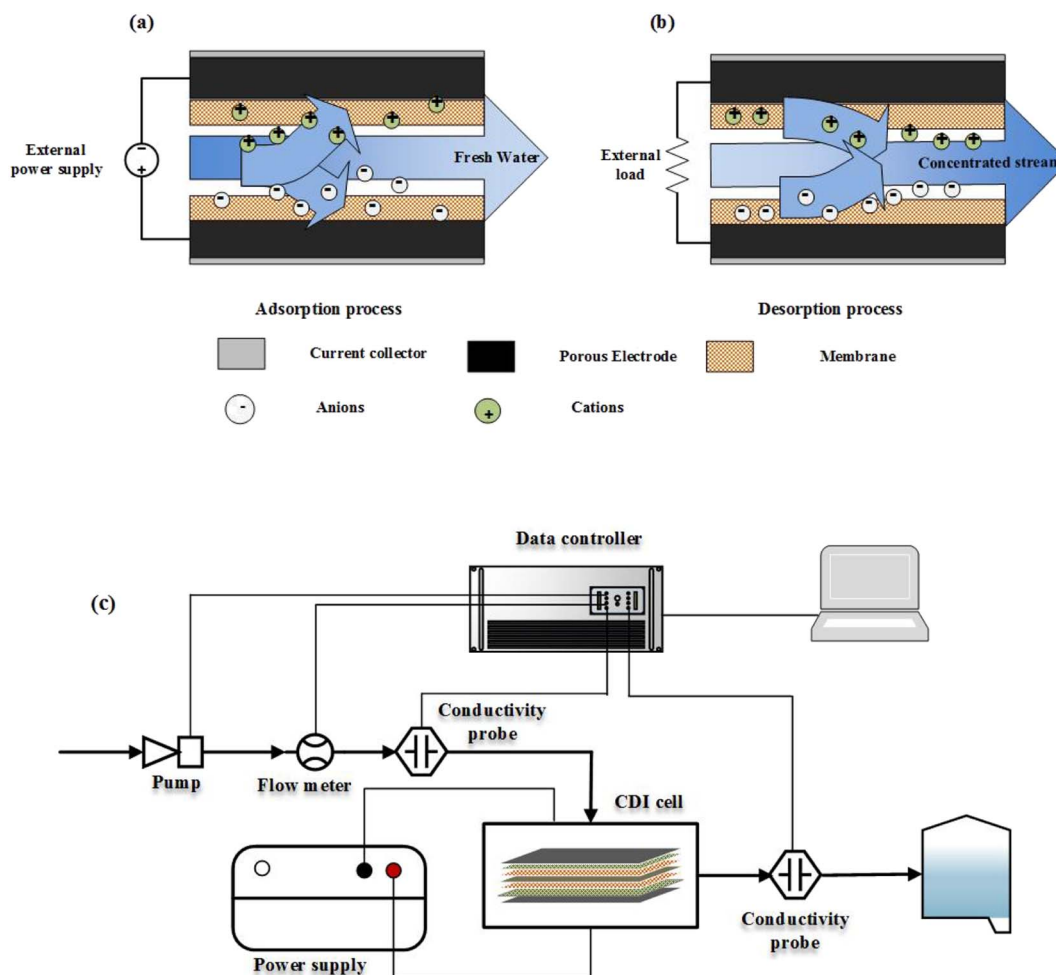 (a)
(b)
External
power supply
Fresh Water
External
load
Concentrated stream
Adsorption process
Desorption process
Current collector
Porous Electrode
Membrane
Anions
Cations
(c)
Data controller
Conductivity
probe
Pump
Flow meter
CDI cell
Conductivity
probe
Power supply